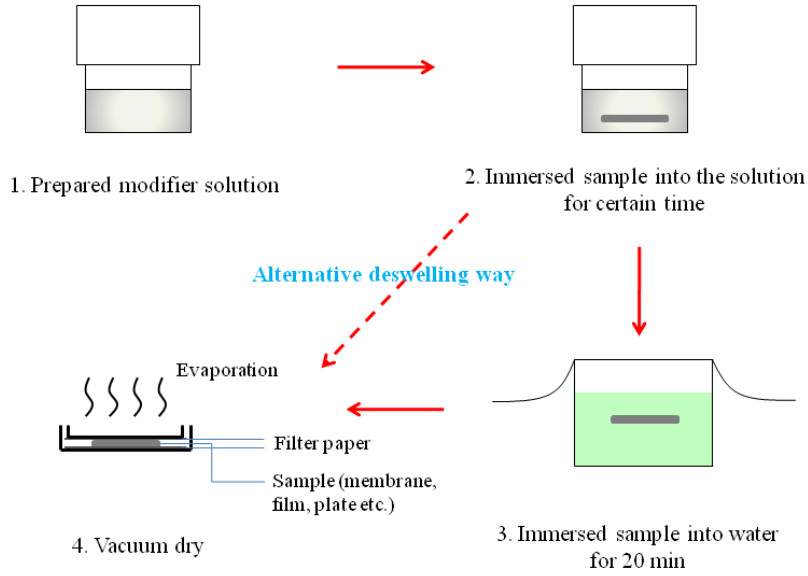 1. Prepared modifier solution
2. Immersed sample into the solution
for certain time
Alternative deswelling way
Evaporation
Filter paper
Sample (membrane,
film, plate etc.)
4. Vacuum dry
3. Immersed sample into water
for 20 min